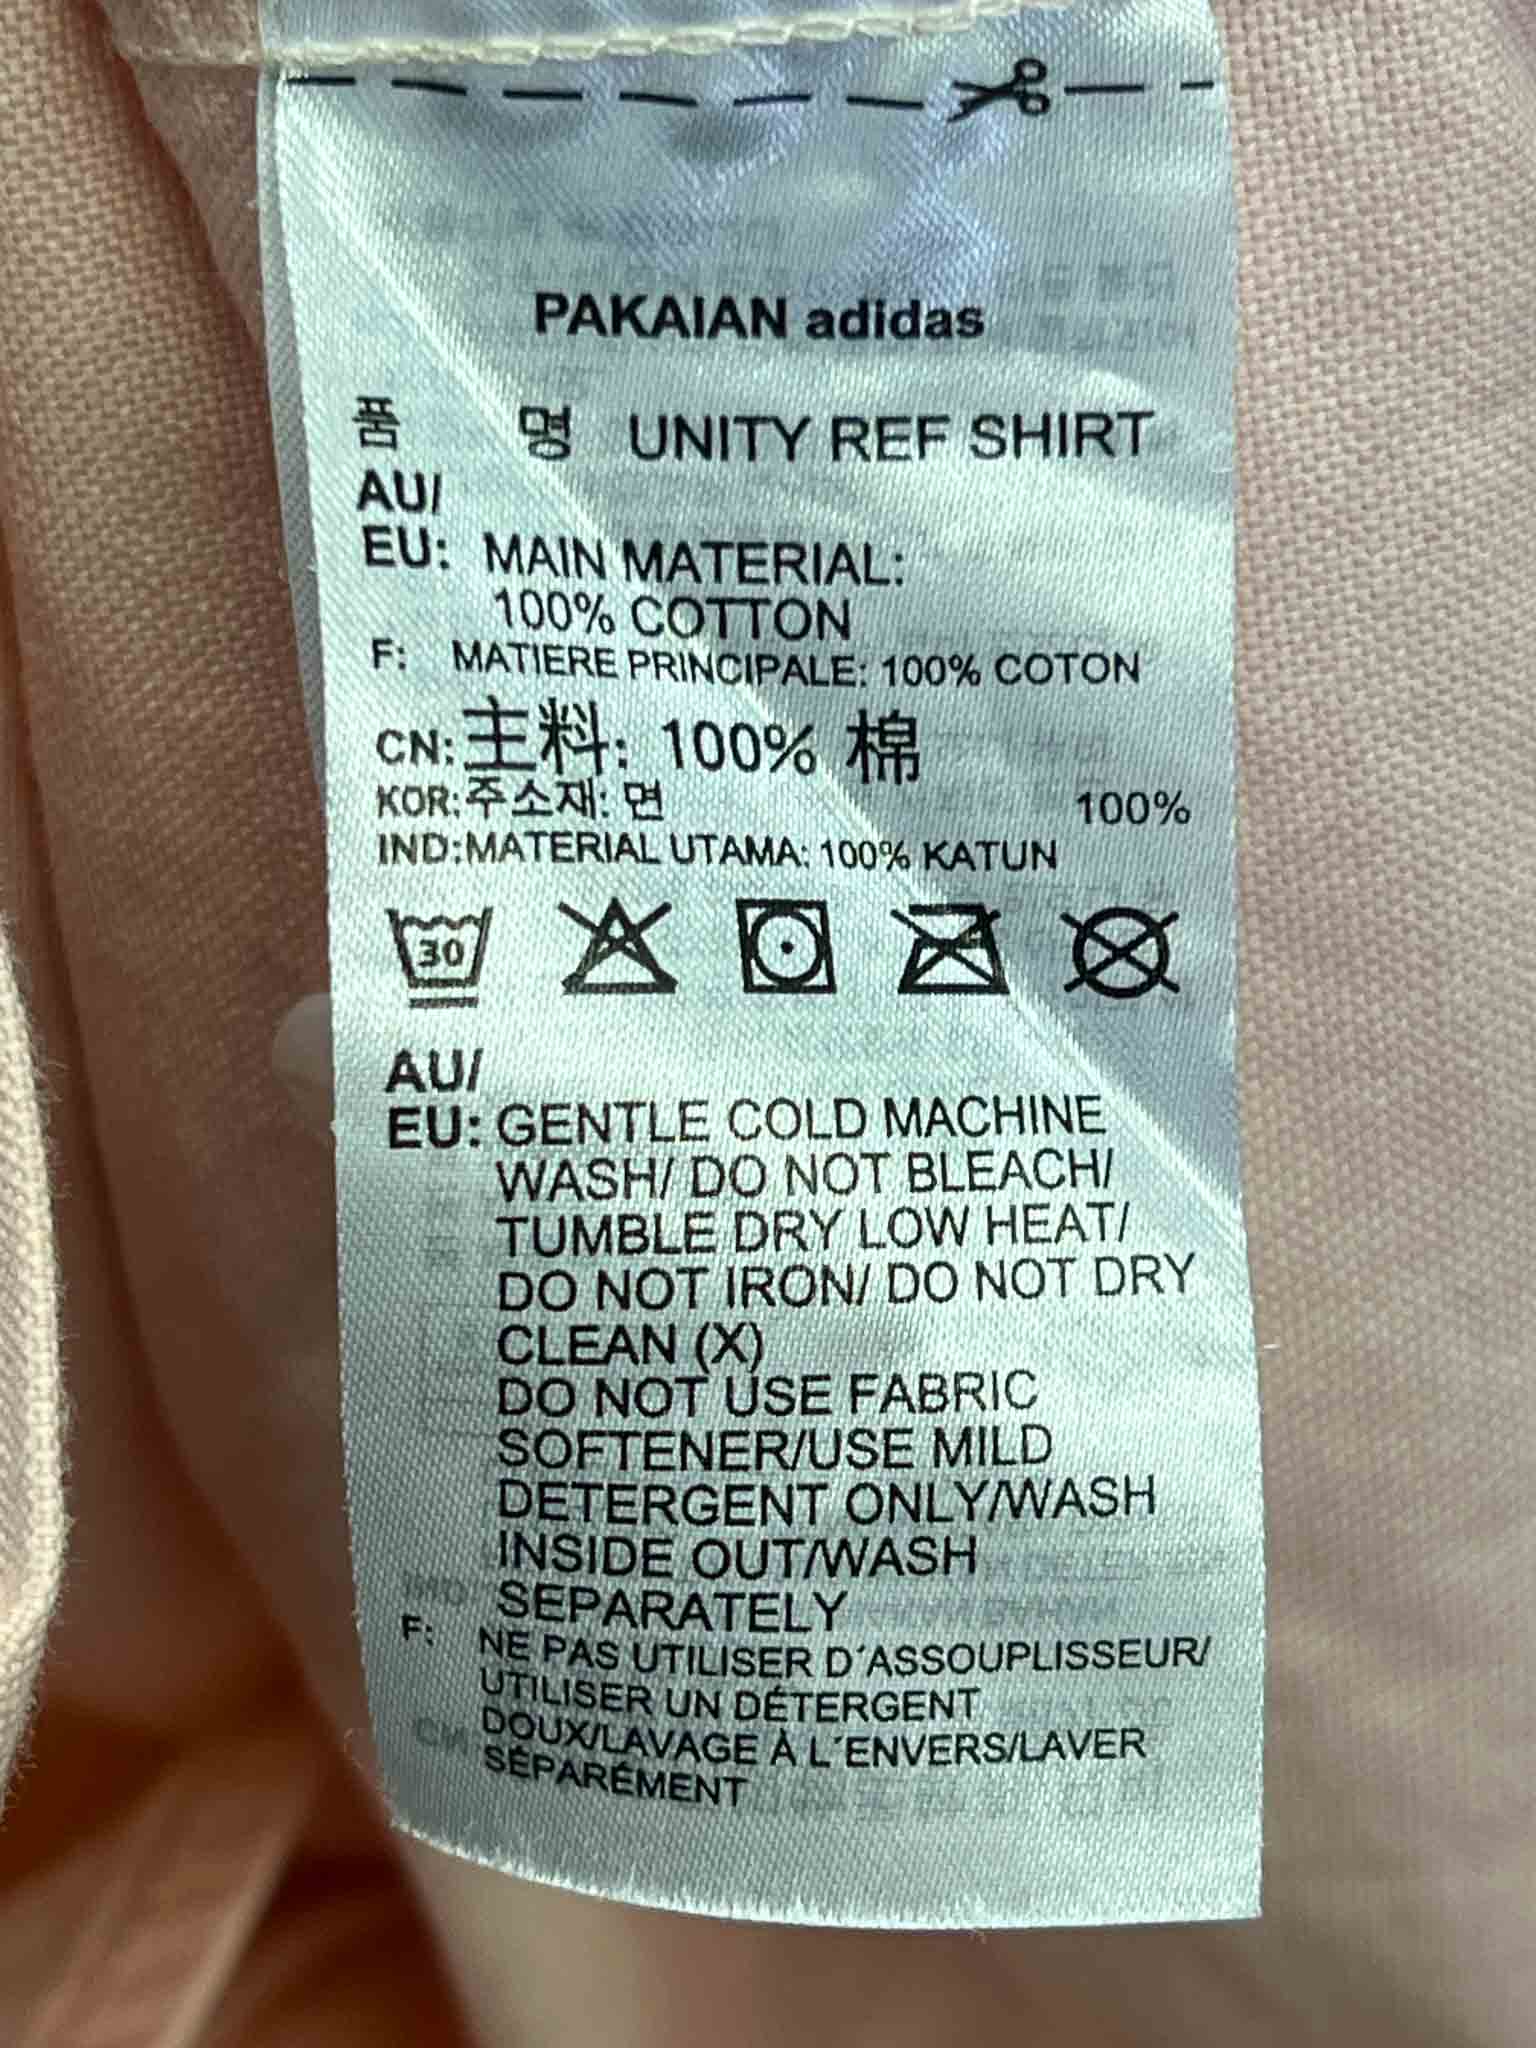 PAKAIAN adidas
품 명 UNITY REF SHIRT
AU/
EU: MAIN MATERIAL:
100% COTTON
F: MATIERE PRINCIPALE: 100% COTON
CN: 主料: 100% 棉
KOR: 주소재: 면 100%
IND: MATERIAL UTAMA: 100% KATUN
30
AU/
EU: GENTLE COLD MACHINE
WASH/ DO NOT BLEACH/
TUMBLE DRY LOW HEAT/
DO NOT IRON/ DO NOT DRY
CLEAN (X)
DO NOT USE FABRIC
SOFTENER/USE MILD
DETERGENT ONLY/WASH
INSIDE OUT/WASH
SEPARATELY
F: NE PAS UTILISER D´ASSOUPLISSEUR/
UTILISER UN DÉTERGENT
DOUX/LAVAGE À L´ENVERS/LAVER
SÉPARÉMENT